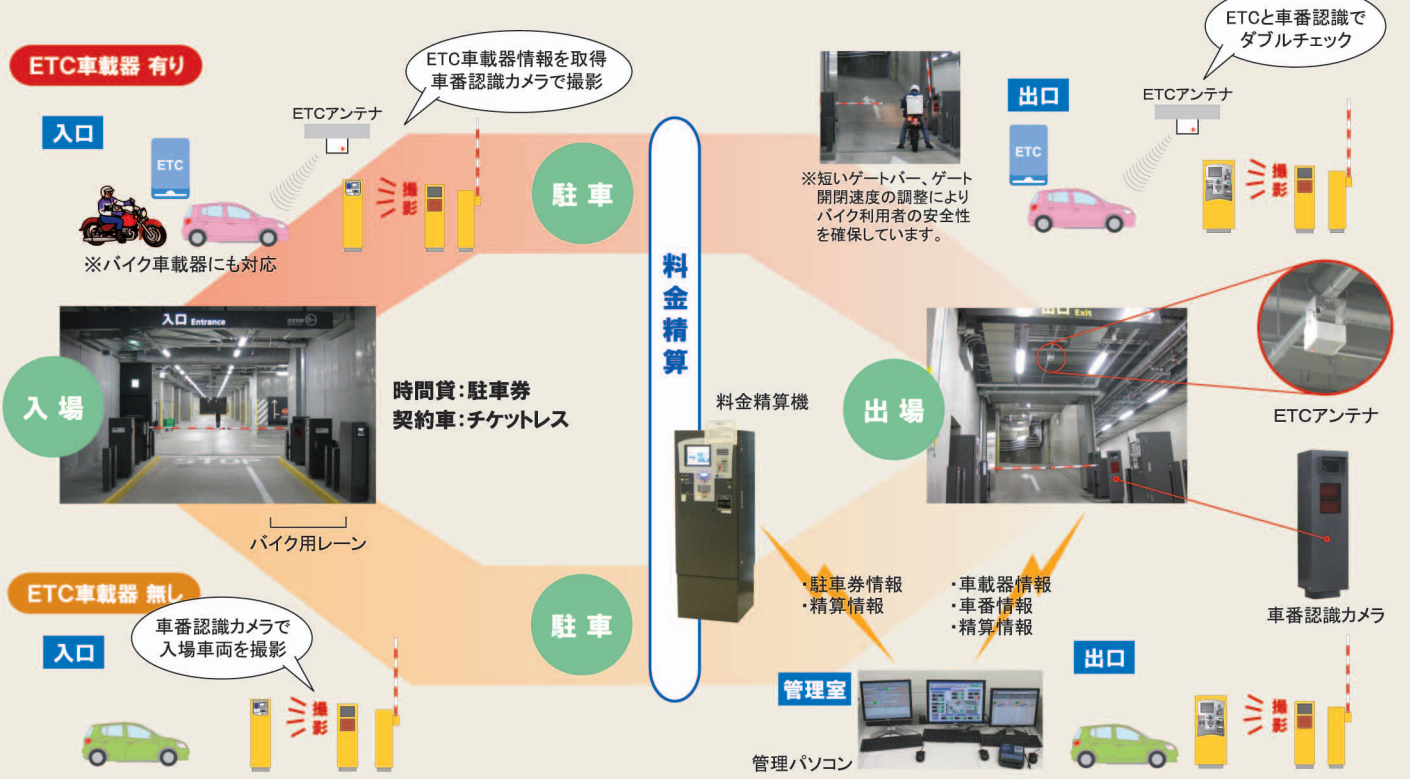 ETC車載器 有り
入口
ETC
※バイク車載器にも対応
ETCアンテナ
ETC車載器情報を取得
車番認識カメラで撮影
撮影
駐車
料金精算
※短いゲートバー、ゲート
開閉速度の調整により
バイク利用者の安全性
を確保しています。
出口
ETC
ETCアンテナ
ETCと車番認識で
ダブルチェック
撮影
入場
入口 Entrance
STOP
バイク用レーン
時間貸:駐車券
契約車:チケットレス
料金精算機
出場
出口 Exit
ETCアンテナ
車番認識カメラ
ETC車載器 無し
入口
車番認識カメラで
入場車両を撮影
撮影
駐車
・駐車券情報
・精算情報
・車載器情報
・車番情報
・精算情報
管理室
管理パソコン
出口
撮影